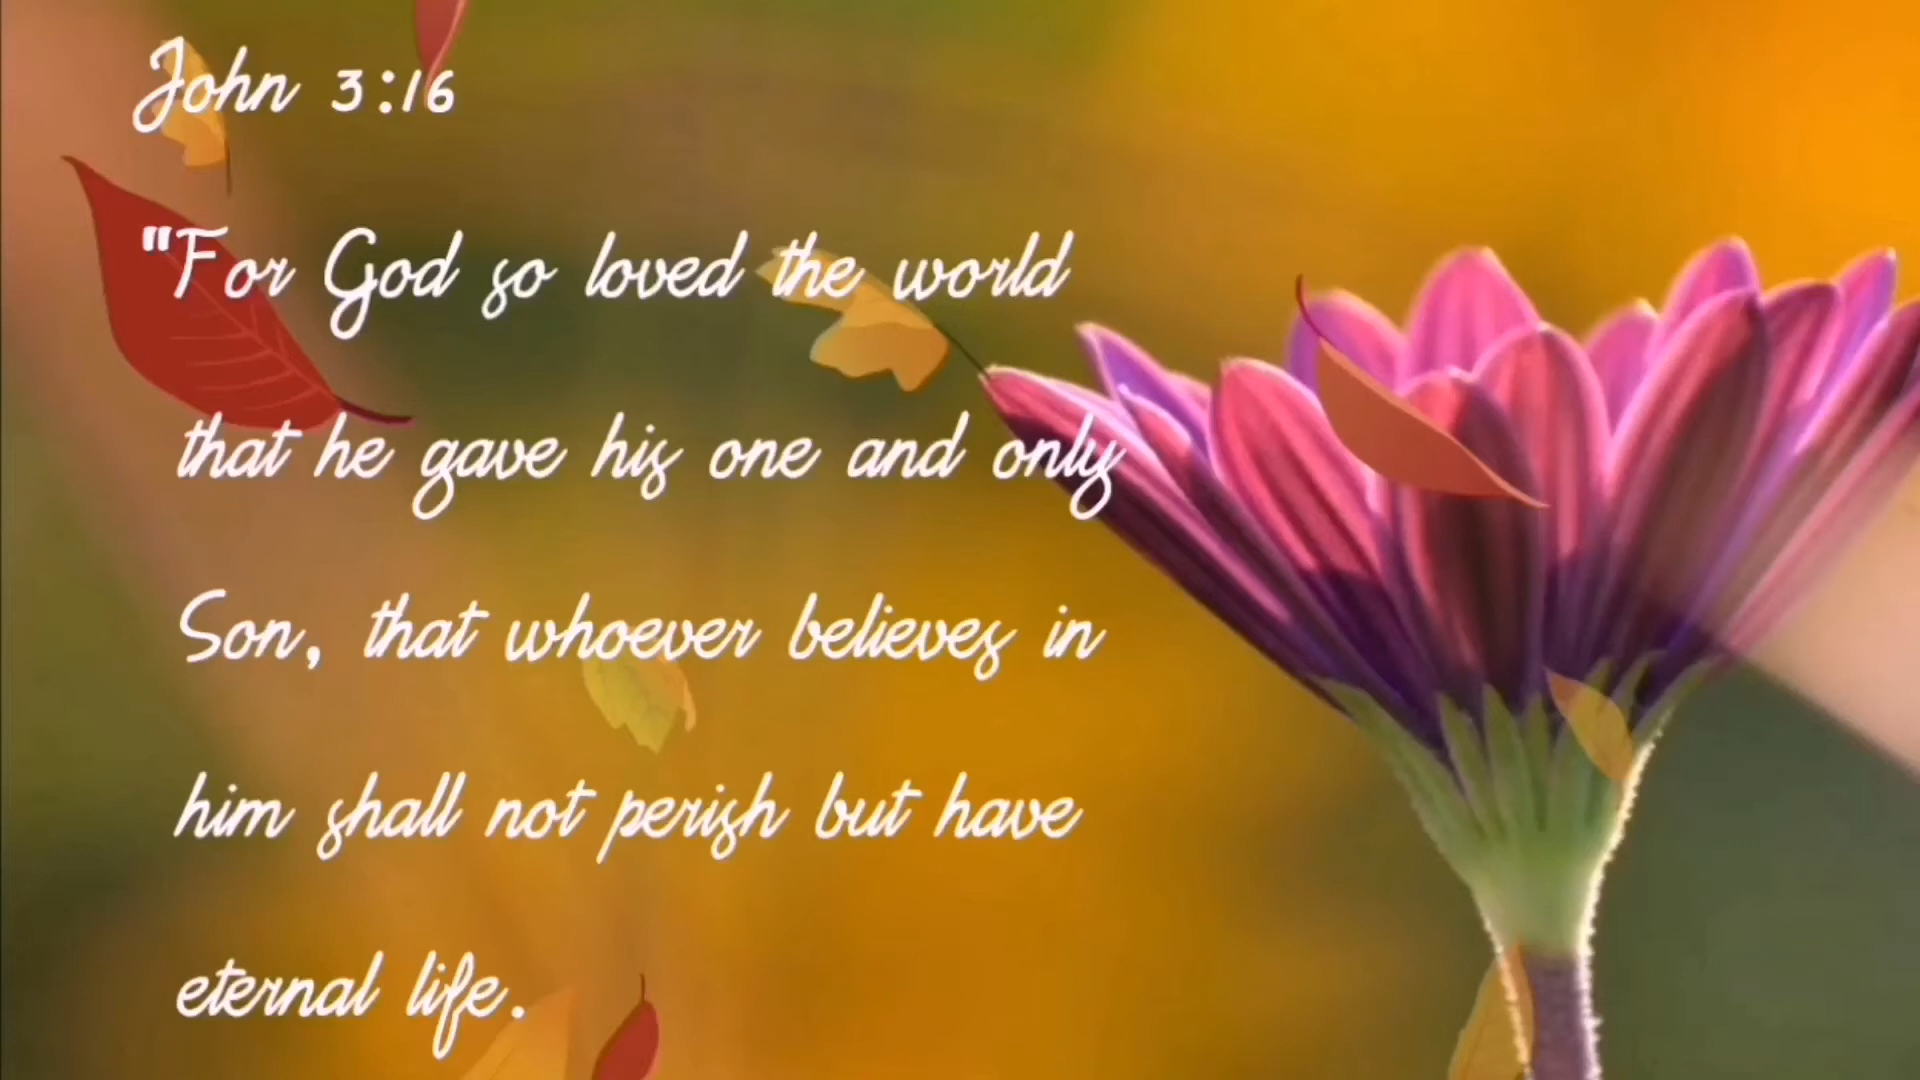 John 3:16
"For God so loved the world
that he gave his one and only
Son, that whoever believes in
him shall not perish but have
eternal life.